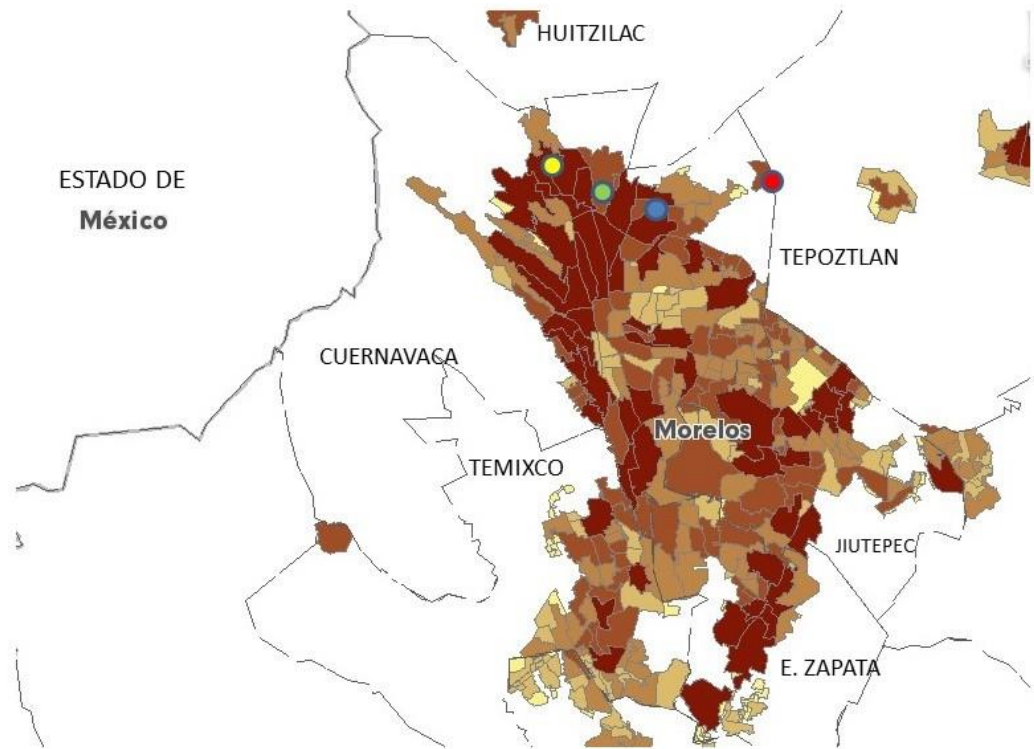 HUITZILAC
ESTADO DE
México
TEPOZTLAN
CUERNAVACA
Morelos
TEMIXCO
JIUTEPEC
E. ZAPATA